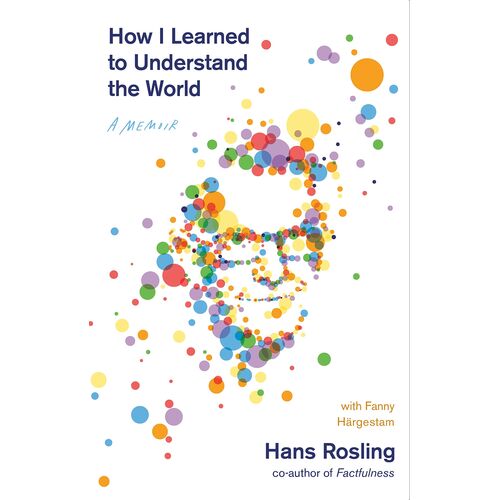 How I Learned
to Understand
the World
A MEMOIR
with Fanny
Härgestam
Hans Rosling
co-author of Factfulness